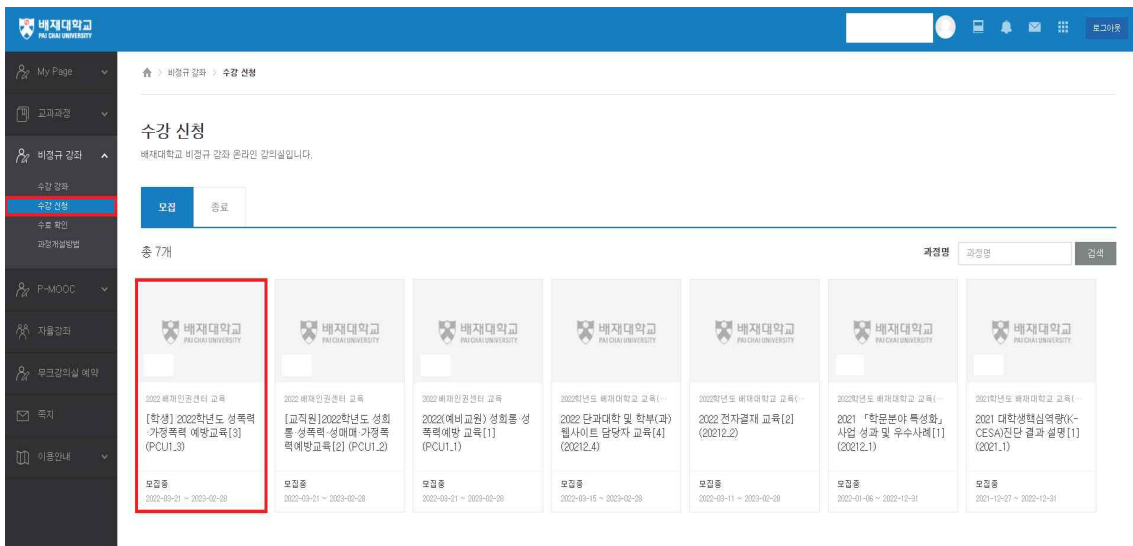 배재대학교
PAI CHAI UNIVERSITY
로그아웃
My Page
교과과정
비정규 강좌
수강 강좌
수강 신청
수료 확인
과정개설방법
P-MOOC
자율강좌
무크강의실 예약
쪽지
이용안내
비정규 강좌 > 수강 신청
수강 신청
배재대학교 비정규 강좌 온라인 강의실입니다.
모집
종료
총 7개
과정명
과정명
검색
배재대학교
PAI CHAI UNIVERSITY
2022 배재인권센터 교육
[학생] 2022학년도 성폭력
·가정폭력 예방교육[3]
(PCU1_3)
모집중
2022-03-21 ~ 2023-02-28
배재대학교
PAI CHAI UNIVERSITY
2022 배재인권센터 교육
[교직원]2022학년도 성희
롱·성폭력·성매매·가정폭
력예방교육[2] (PCU1_2)
모집중
2022-03-21 ~ 2023-02-28
배재대학교
PAI CHAI UNIVERSITY
2022 배재인권센터 교육
2022(예비교원) 성희롱·성
폭력예방 교육[1]
(PCU1_1)
모집중
2022-03-21 ~ 2023-02-28
배재대학교
PAI CHAI UNIVERSITY
2022학년도 배재대학교 교육(…
2022 단과대학 및 학부(과)
웹사이트 담당자 교육[4]
(20212_4)
모집중
2022-03-15 ~ 2023-02-28
배재대학교
PAI CHAI UNIVERSITY
2022학년도 배재대학교 교육(…
2022 전자결재 교육[2]
(20212_2)
모집중
2022-03-11 ~ 2023-02-28
배재대학교
PAI CHAI UNIVERSITY
2022학년도 배재대학교 교육(…
2021 「학문분야 특성화」
사업 성과 및 우수사례[1]
(20212_1)
모집중
2022-01-06 ~ 2022-12-31
배재대학교
PAI CHAI UNIVERSITY
2021학년도 배재대학교 교육(…
2021 대학생핵심역량(K-
CESA)진단 결과 설명[1]
(2021_1)
모집중
2021-12-27 ~ 2022-12-31